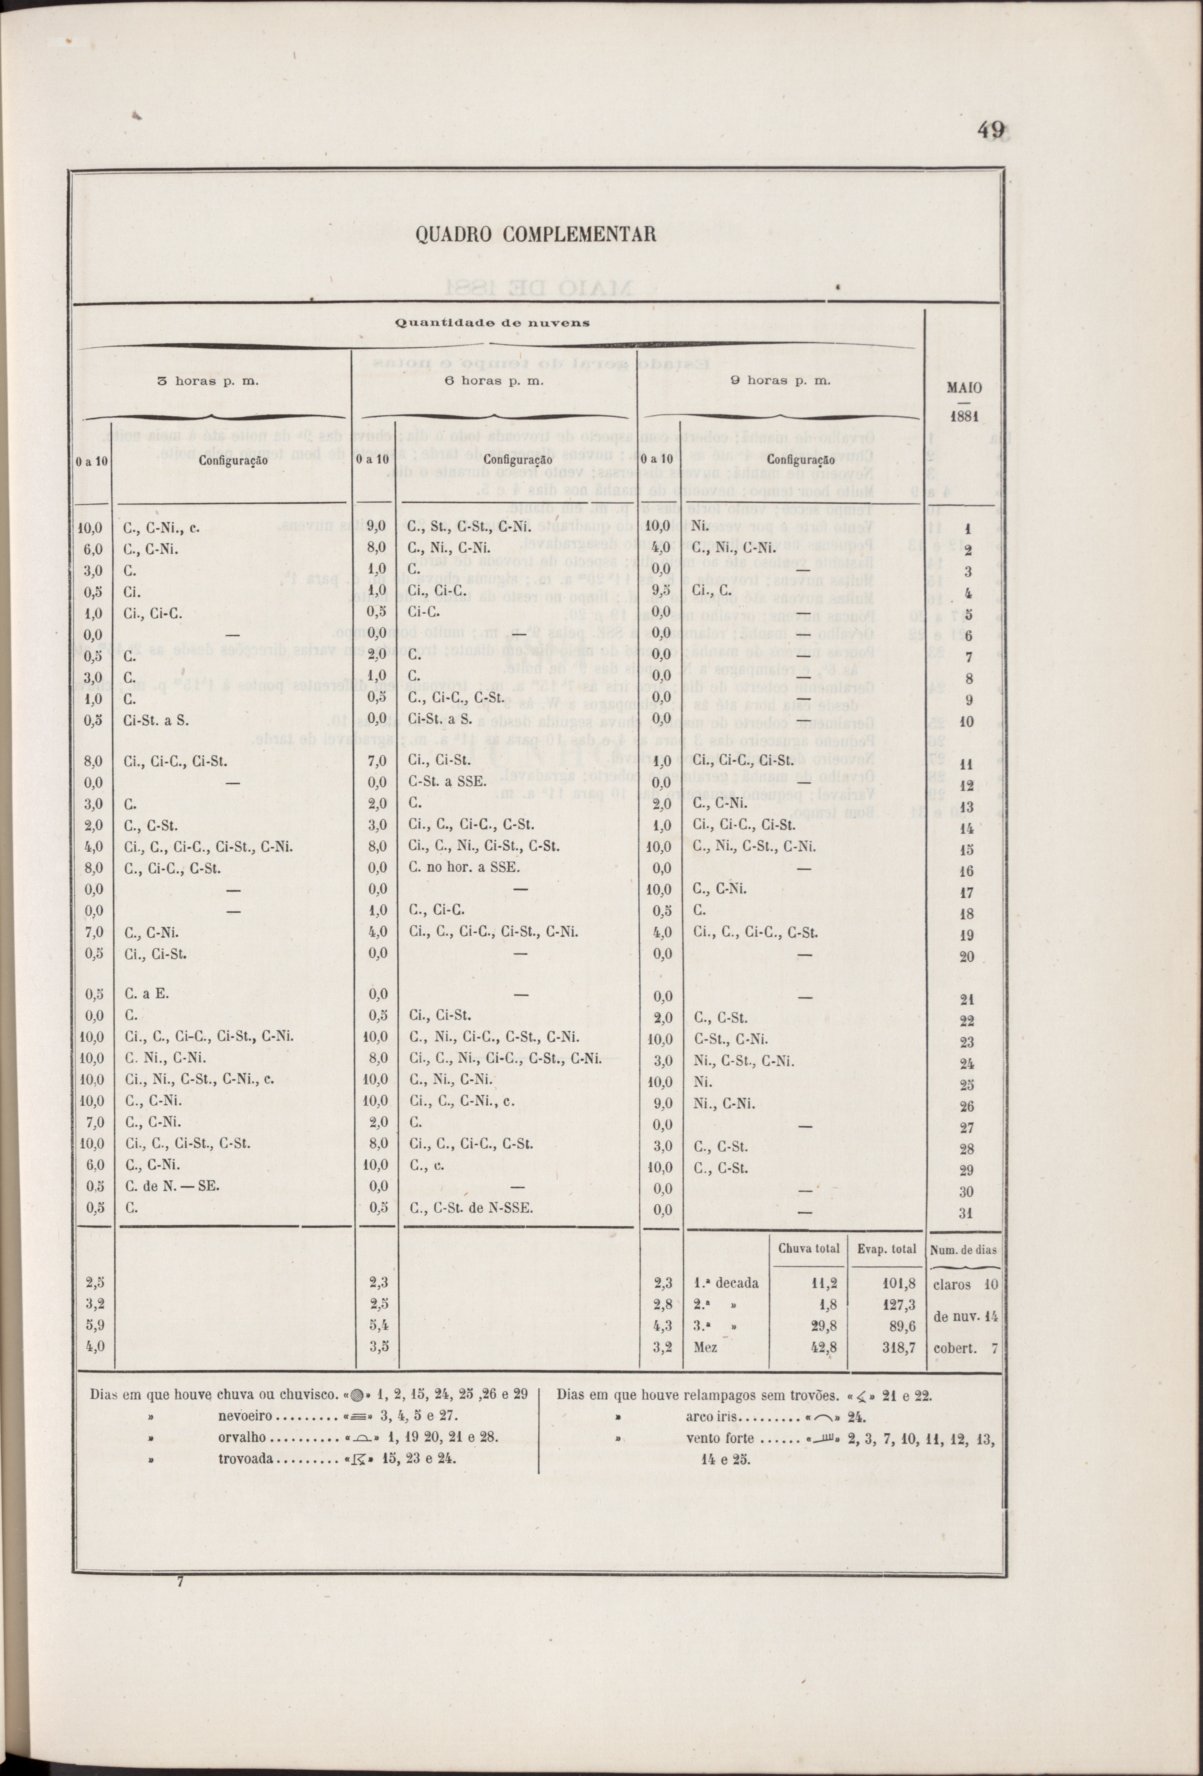 49
QUADRO COMPLEMENTAR
Quantidade de nuvens
3 horas p. m. 6 horas p. m. 9 horas p. m. MAIO
—
1881
0 a 10 Configuração 0 a 10 Configuração 0 a 10 Configuração
10,0 C., C-Ni., c. 9,0 C., St., C-St., C-Ni. 10,0 Ni. 1
6,0 C., C-Ni. 8,0 C., Ni., C-Ni. 4,0 C., Ni., C-Ni. 2
3,0 C. 1,0 C. 0,0 — 3
0,5 Ci. 1,0 Ci., Ci-C. 9,5 Ci., C. 4
1,0 Ci., Ci-C. 0,5 Ci-C. 0,0 — 5
0,0 — 0,0 — 0,0 — 6
0,5 C. 2,0 C. 0,0 — 7
3,0 C. 1,0 C. 0,0 — 8
1,0 C. 0,5 C., Ci-C., C-St. 0,0 — 9
0,5 Ci-St. a S. 0,0 Ci-St. a S. 0,0 — 10
8,0 Ci., Ci-C., Ci-St. 7,0 Ci., Ci-St. 1,0 Ci., Ci-C., Ci-St. 11
0,0 — 0,0 C-St. a SSE. 0,0 — 12
3,0 C. 2,0 C. 2,0 C., C-Ni. 13
2,0 C., C-St. 3,0 Ci., C., Ci-C., C-St. 1,0 Ci., Ci-C., Ci-St. 14
4,0 Ci., C., Ci-C., Ci-St., C-Ni. 8,0 Ci., C., Ni., Ci-St., C-St. 10,0 C., Ni., C-St., C-Ni. 15
8,0 C., Ci-C., C-St. 0,0 C. no hor. a SSE. 0,0 — 16
0,0 — 0,0 — 10,0 C., C-Ni. 17
0,0 — 1,0 C., Ci-C. 0,5 C. 18
7,0 C., C-Ni. 4,0 Ci., C., Ci-C., Ci-St., C-Ni. 4,0 Ci., C., Ci-C., C-St. 19
0,5 Ci., Ci-St. 0,0 — 0,0 — 20
0,5 C. a E. 0,0 — 0,0 — 21
0,0 C. 0,5 Ci., Ci-St. 2,0 C., C-St. 22
10,0 Ci., C., Ci-C., Ci-St., C-Ni. 10,0 C., Ni., Ci-C., C-St., C-Ni. 10,0 C-St., C-Ni. 23
10,0 C. Ni., C-Ni. 8,0 Ci., C., Ni., Ci-C., C-St., C-Ni. 3,0 Ni., C-St., C-Ni. 24
10,0 Ci., Ni., C-St., C-Ni., c. 10,0 C., Ni., C-Ni. 10,0 Ni. 25
10,0 C., C-Ni. 10,0 Ci., C., C-Ni., c. 9,0 Ni., C-Ni. 26
7,0 C., C-Ni. 2,0 C. 0,0 — 27
10,0 Ci., C., Ci-St., C-St. 8,0 Ci., C., Ci-C., C-St. 3,0 C., C-St. 28
6,0 C., C-Ni. 10,0 C., c. 10,0 C., C-St. 29
0,5 C. de N. — SE. 0,0 — 0,0 — 30
0,5 C. 0,5 C., C-St. de N-SSE. 0,0 — 31
Chuva total Evap. total Num. de dias
2,5 2,3 2,3 1.ª decada 11,2 101,8 claros 10
3,2 2,5 2,8 2.ª » 1,8 127,3
de nuv. 14
5,9 5,4 4,3 3.ª » 29,8 89,6
4,0 3,5 3,2 Mez 42,8 318,7 cobert. 7
Dias em que houve chuva ou chuvisco. «» 1, 2, 15, 24, 25 ,26 e 29
» nevoeiro......... «» 3, 4, 5 e 27.
» orvalho.......... «» 1, 19 20, 21 e 28.
» trovoada......... «» 15, 23 e 24.
Dias em que houve relampagos sem trovões. «» 21 e 22.
» arco iris......... «» 24.
» vento forte ...... «» 2, 3, 7, 10, 11, 12, 13,
14 e 25.
7